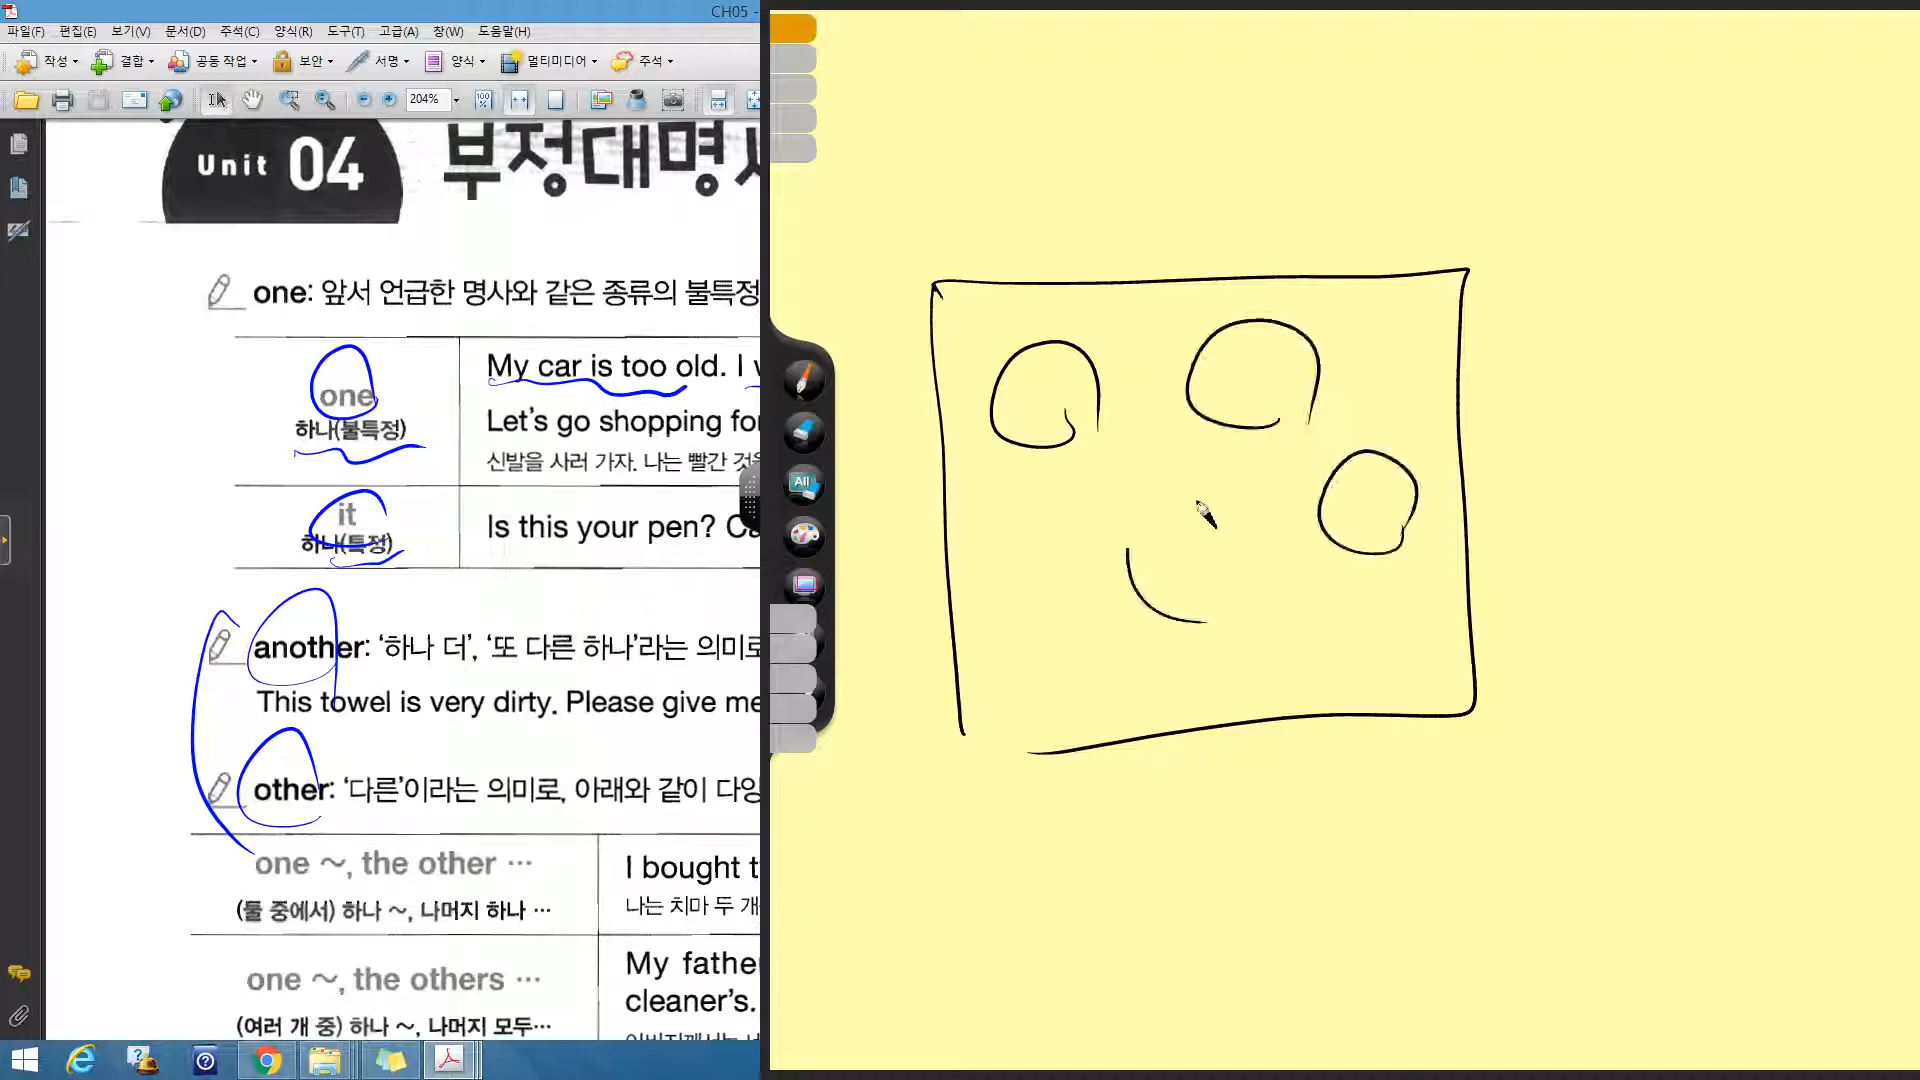 CH05 -
파일(F) 편집(E) 보기(V) 문서(D) 주석(C) 양식(R) 도구(T) 고급(A) 창(W) 도움말(H)
작성 결합 공동 작업 보안 서명 양식 멀티미디어 주석
204%
Unit 04 부정대명사
one: 앞서 언급한 명사와 같은 종류의 불특정
one
하나(불특정)
My car is too old. I
Let's go shopping for
신발을 사러 가자. 나는 빨간 것을
it
하나(특정)
Is this your pen? Ca
another: '하나 더', '또 다른 하나'라는 의미로
This towel is very dirty. Please give me
other: '다른'이라는 의미로, 아래와 같이 다양
one ～, the other …
(둘 중에서) 하나 ～, 나머지 하나 …
I bought t
나는 치마 두 개
one ～, the others …
(여러 개 중) 하나 ～, 나머지 모두…
My father
cleaner's.
All